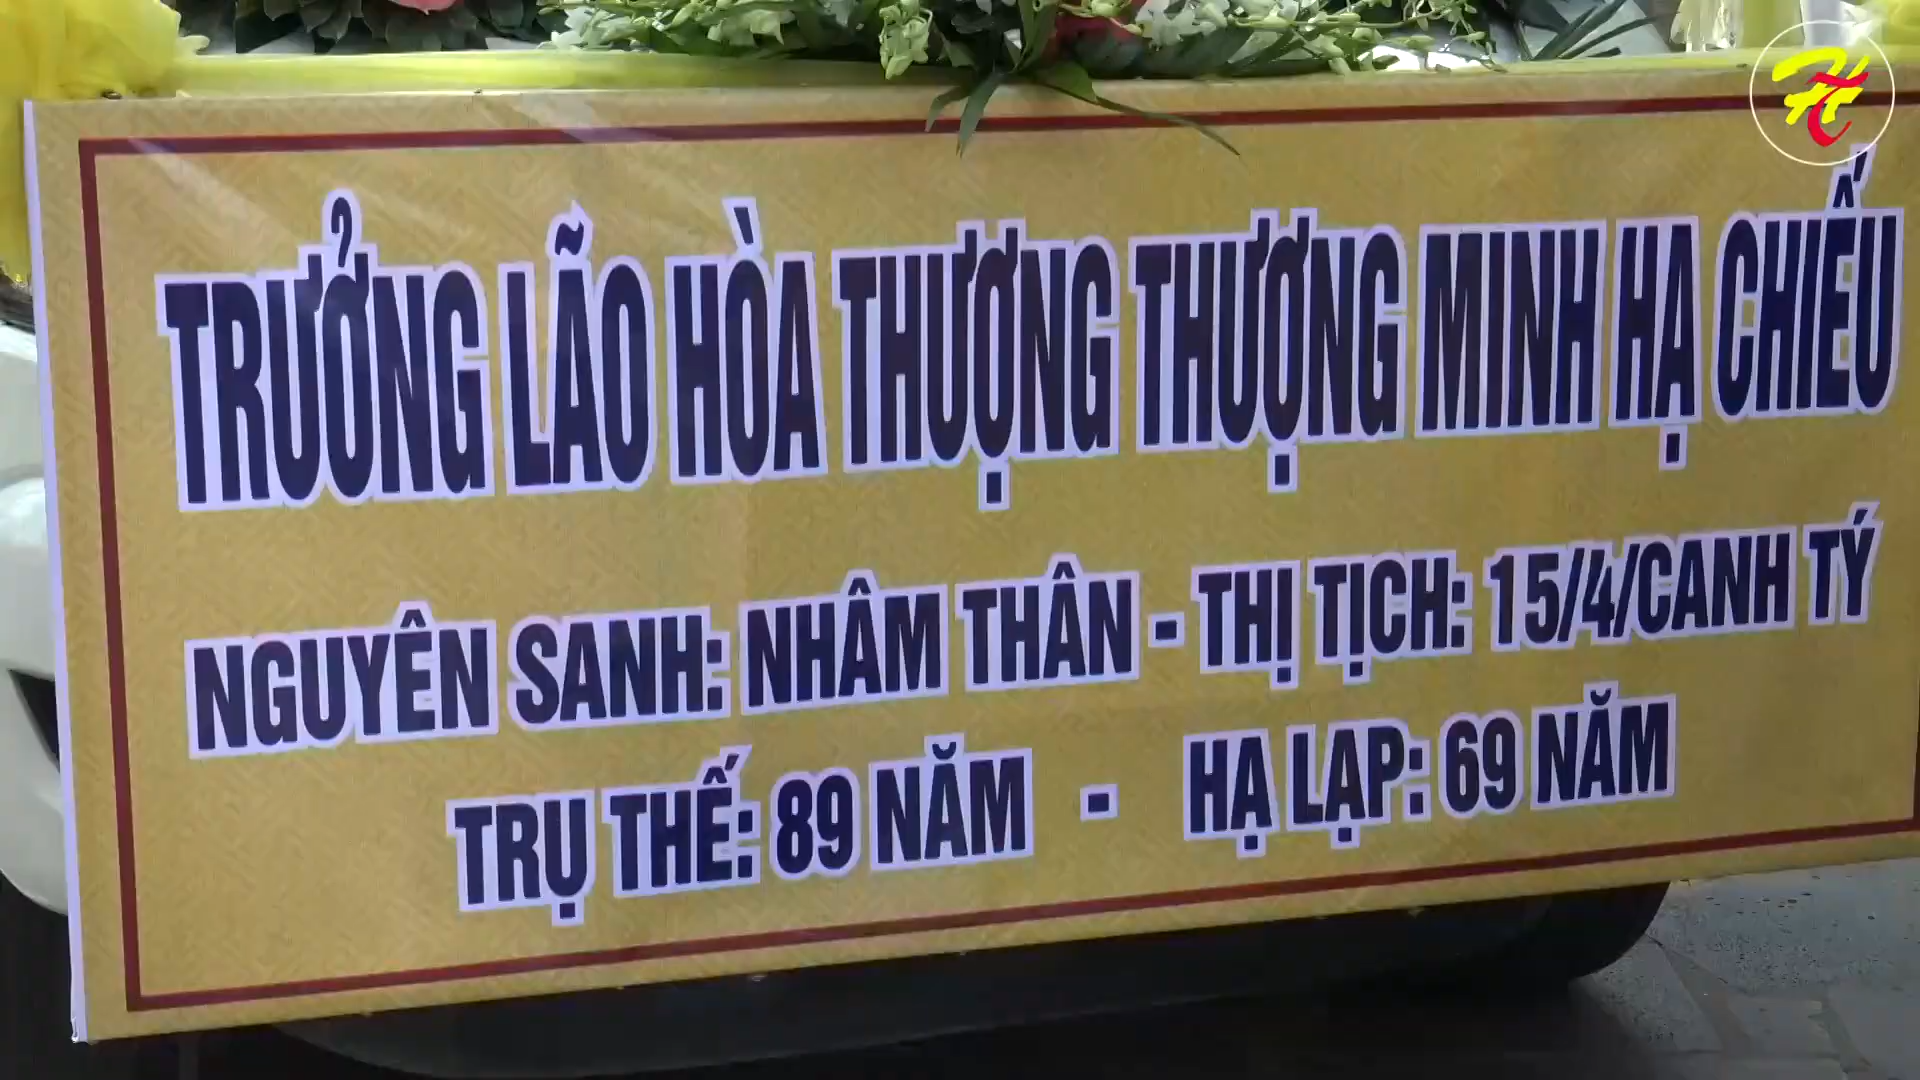 TRƯỞNG LÃO HÒA THƯỢNG THƯỢNG MINH HẠ CHIẾU
NGUYÊN SANH: NHÂM THÂN - THỊ TỊCH: 15/4/CANH TÝ
TRỤ THẾ: 89 NĂM - HẠ LẠP: 69 NĂM